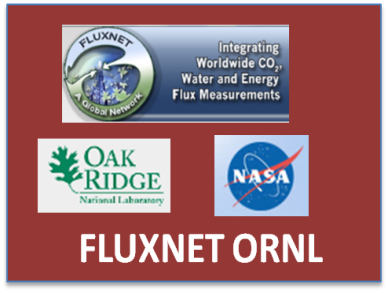 FLUXNET
A Global Network
Integrating
Worldwide CO₂,
Water and Energy
Flux Measurements
OAK
RIDGE
National Laboratory
NASA
FLUXNET ORNL